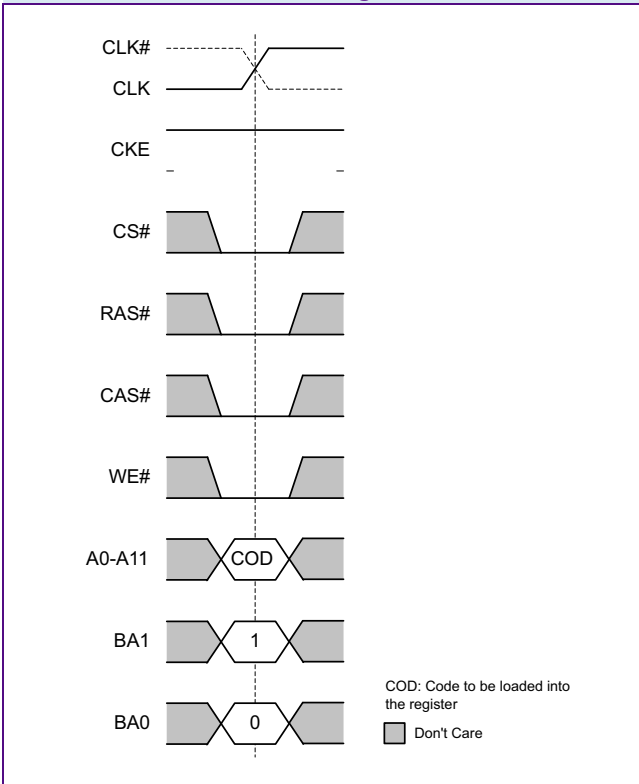 CLK#
CLK
CKE
CS#
RAS#
CAS#
WE#
A0-A11
COD
BA1
1
BA0
0
COD: Code to be loaded into
the register
Don't Care